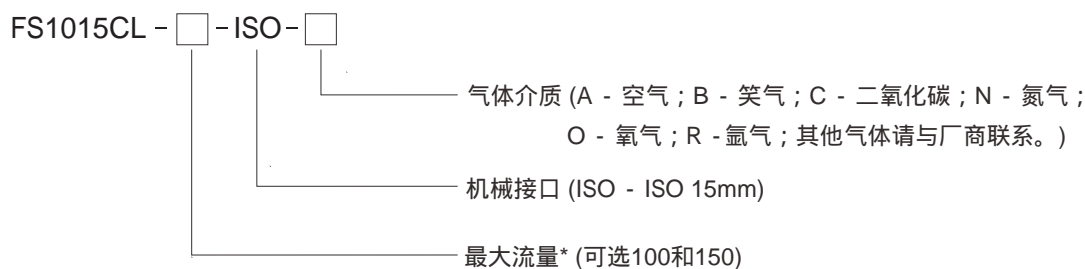 FS1015CL - □ - ISO - □
气体介质 (A - 空气；B - 笑气；C - 二氧化碳；N - 氮气；
O - 氧气；R - 氩气；其他气体请与厂商联系。)
机械接口 (ISO - ISO 15mm)
最大流量* (可选100和150)